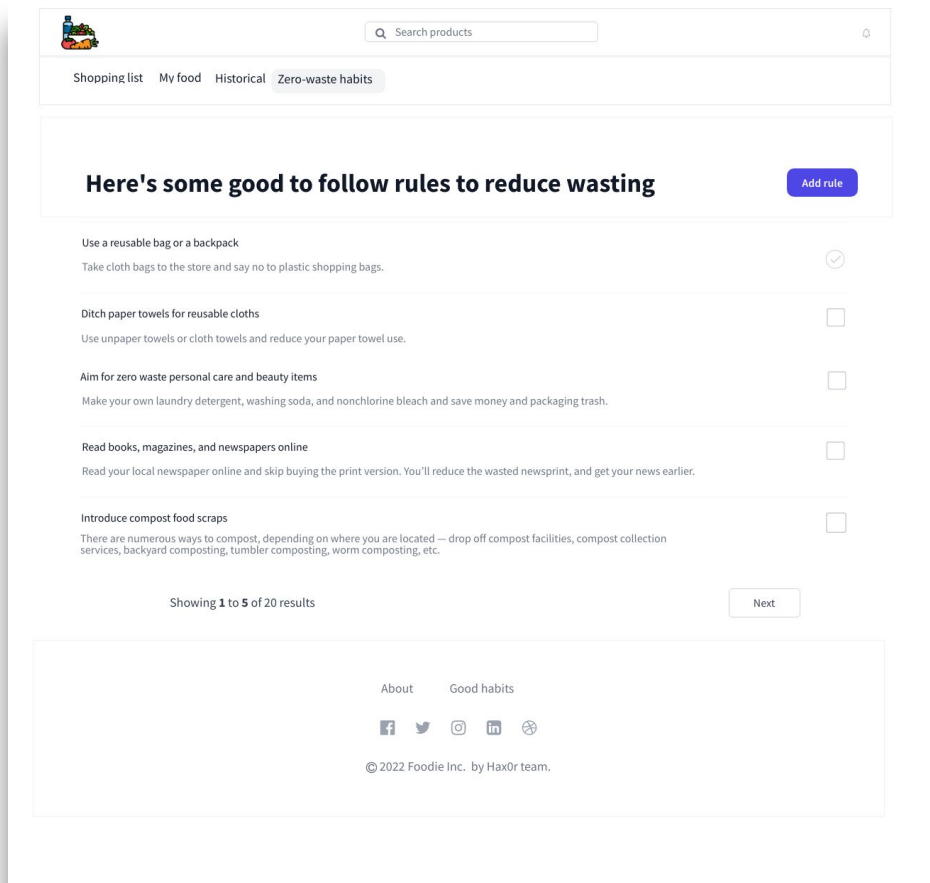 Search products
Shopping list My food Historical Zero-waste habits
Here's some good to follow rules to reduce wasting
Add rule
Use a reusable bag or a backpack
Take cloth bags to the store and say no to plastic shopping bags.
Ditch paper towels for reusable cloths
Use unpaper towels or cloth towels and reduce your paper towel use.
Aim for zero waste personal care and beauty items
Make your own laundry detergent, washing soda, and nonchlorine bleach and save money and packaging trash.
Read books, magazines, and newspapers online
Read your local newspaper online and skip buying the print version. You’ll reduce the wasted newsprint, and get your news earlier.
Introduce compost food scraps
There are numerous ways to compost, depending on where you are located — drop off compost facilities, compost collection
services, backyard composting, tumbler composting, worm composting, etc.
Showing 1 to 5 of 20 results
Next
About Good habits
© 2022 Foodie Inc. by Hax0r team.